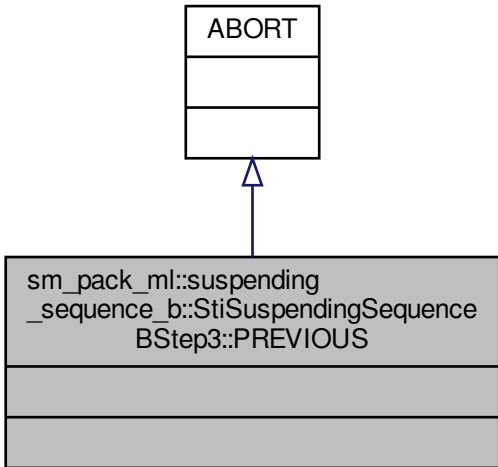 ABORT
sm_pack_ml::suspending
_sequence_b::StiSuspendingSequence
BStep3::PREVIOUS